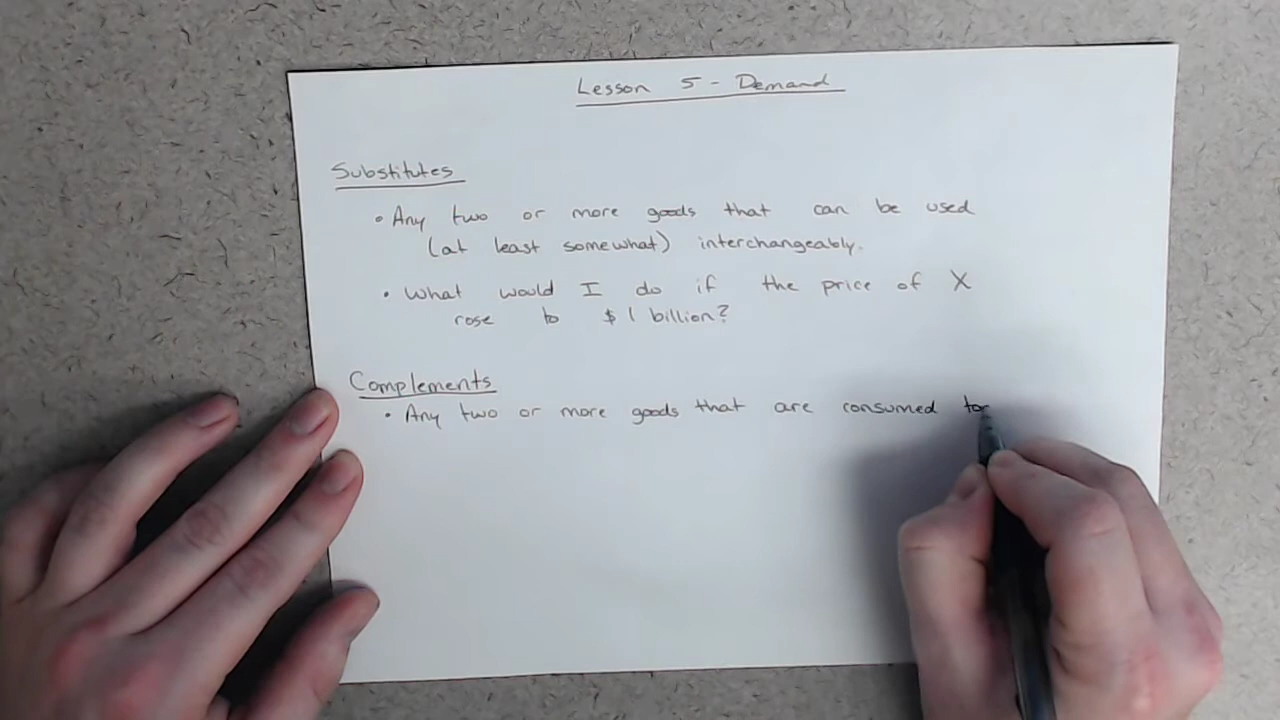 Lesson 5 - Demand
Substitutes
• Any two or more goods that can be used
(at least somewhat) interchangeably.
• What would I do if the price of X
rose to $1 billion?
Complements
• Any two or more goods that are consumed